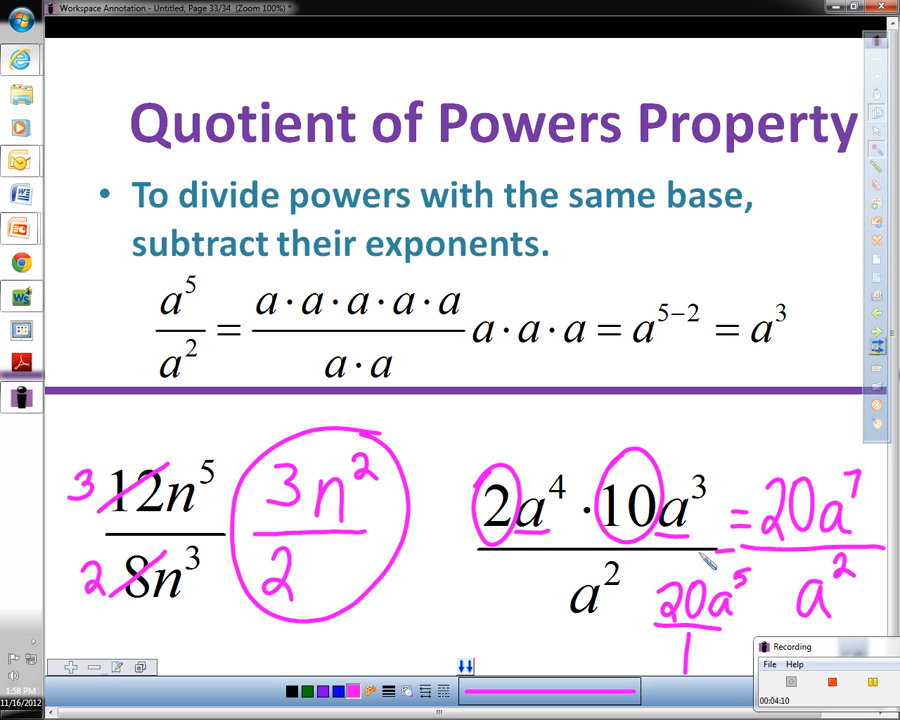 Workspace Annotation - Untitled, Page 33/34 (Zoom 100%) *
Quotient of Powers Property
• To divide powers with the same base,
subtract their exponents.
a^5/a^2 = (a · a · a · a · a)/(a · a) a · a · a = a^(5−2) = a^3
3 12n^5 / 2 8n^3 3n^2/2
2a^4 · 10a^3 / a^2 = 20a^7/a^2
= 20a^5/1
Recording
File Help
00:04:10
1:58 PM
11/16/2012